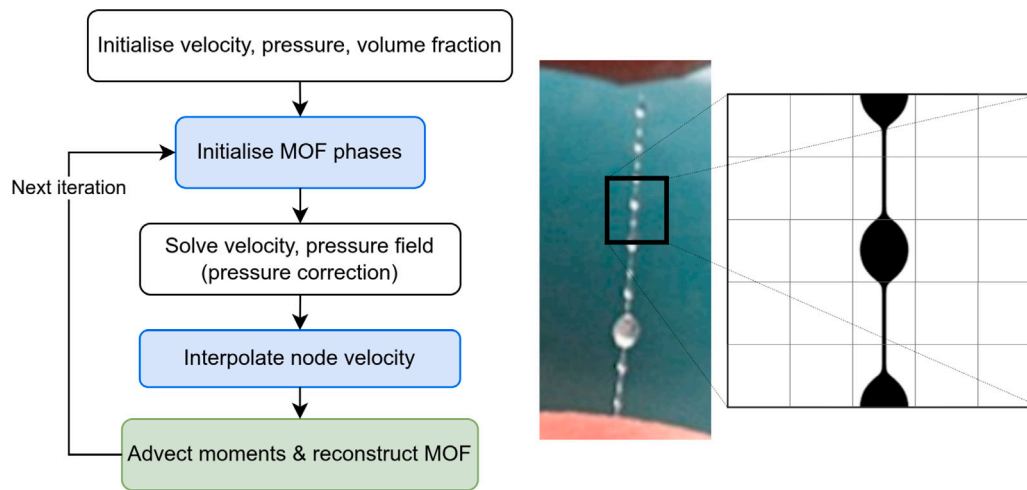 Initialise velocity, pressure, volume fraction
Initialise MOF phases
Next iteration
Solve velocity, pressure field
(pressure correction)
Interpolate node velocity
Advect moments & reconstruct MOF